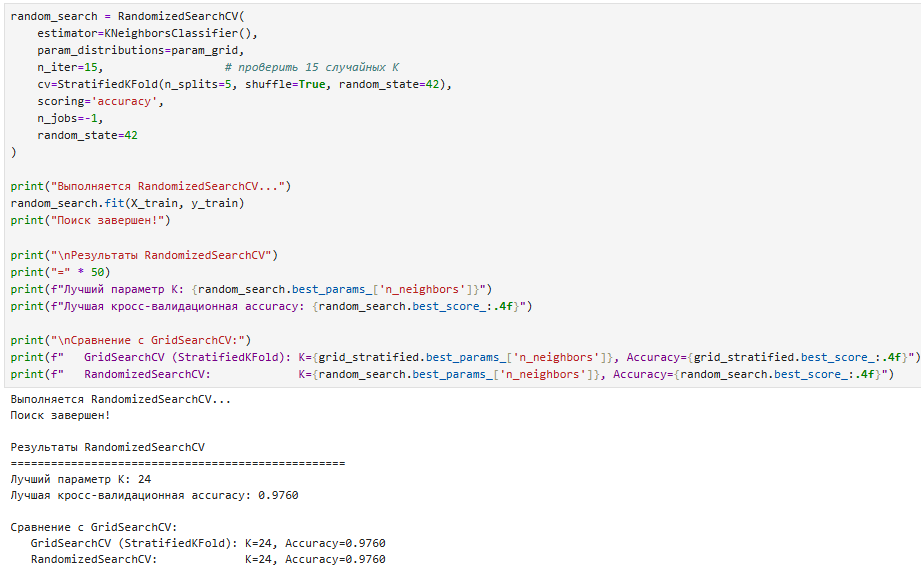 random_search = RandomizedSearchCV(
    estimator=KNeighborsClassifier(),
    param_distributions=param_grid,
    n_iter=15,                  # проверить 15 случайных K
    cv=StratifiedKFold(n_splits=5, shuffle=True, random_state=42),
    scoring='accuracy',
    n_jobs=-1,
    random_state=42
)

print("Выполняется RandomizedSearchCV...")
random_search.fit(X_train, y_train)
print("Поиск завершен!")

print("\nРезультаты RandomizedSearchCV")
print("=" * 50)
print(f"Лучший параметр K: {random_search.best_params_['n_neighbors']}")
print(f"Лучшая кросс-валидационная accuracy: {random_search.best_score_:.4f}")

print("\nСравнение с GridSearchCV:")
print(f"   GridSearchCV (StratifiedKFold): K={grid_stratified.best_params_['n_neighbors']}, Accuracy={grid_stratified.best_score_:.4f}")
print(f"   RandomizedSearchCV:             K={random_search.best_params_['n_neighbors']}, Accuracy={random_search.best_score_:.4f}")
Выполняется RandomizedSearchCV...
Поиск завершен!

Результаты RandomizedSearchCV
==================================================
Лучший параметр K: 24
Лучшая кросс-валидационная accuracy: 0.9760

Сравнение с GridSearchCV:
   GridSearchCV (StratifiedKFold): K=24, Accuracy=0.9760
   RandomizedSearchCV:             K=24, Accuracy=0.9760